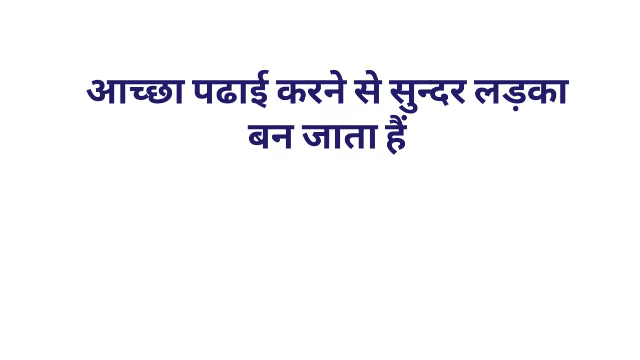 आच्छा पढाई करने से सुन्दर लड़का
बन जाता हैं